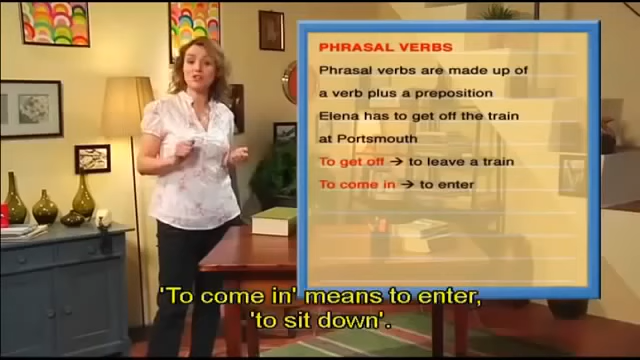 PHRASAL VERBS
Phrasal verbs are made up of
a verb plus a preposition
Elena has to get off the train
at Portsmouth
To get off → to leave a train
To come in → to enter
'To come in' means to enter,
'to sit down'.